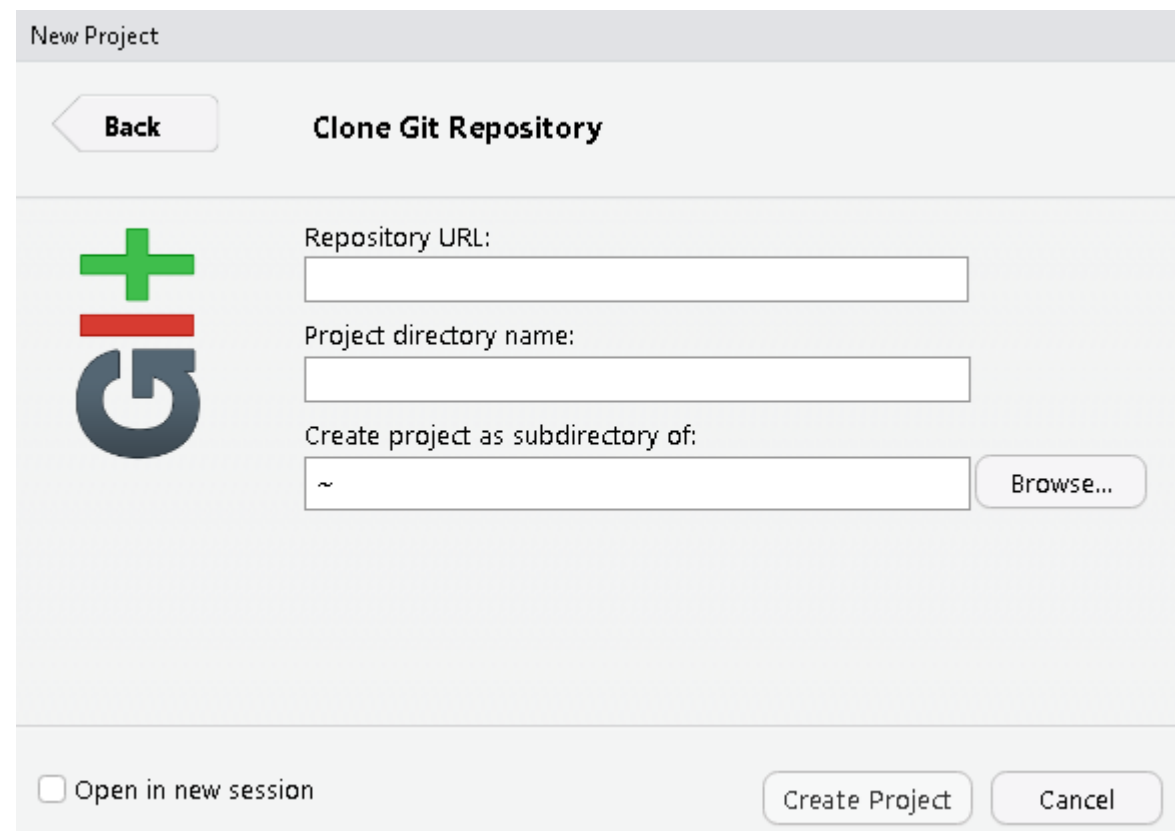 New Project
Back
Clone Git Repository
Repository URL:
Project directory name:
Create project as subdirectory of:
~
Browse...
GI+
Open in new session
Create Project
Cancel